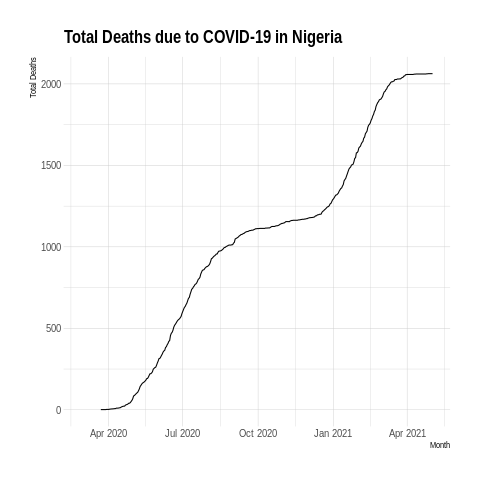 Total Deaths due to COVID-19 in Nigeria
Total Deaths
2000
1500
1000
500
0
Apr 2020 Jul 2020 Oct 2020 Jan 2021 Apr 2021
Month